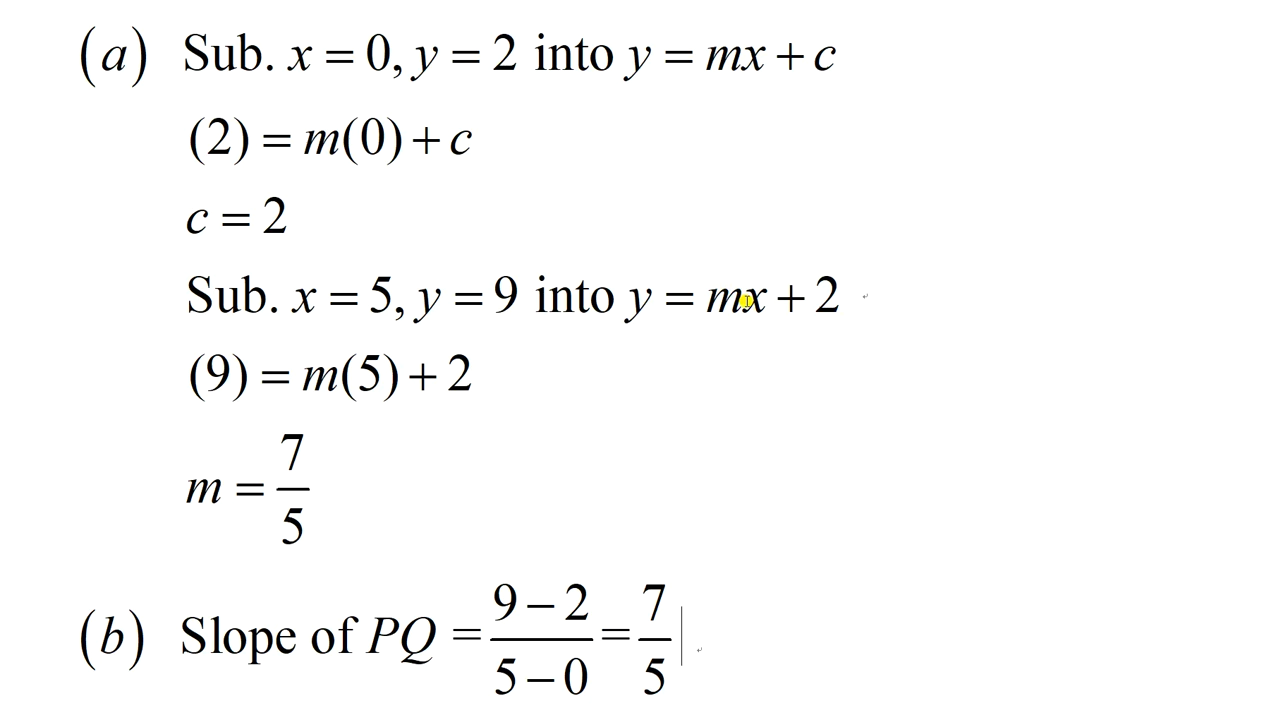 (a) Sub. x = 0, y = 2 into y = mx + c
(2) = m(0) + c
c = 2
Sub. x = 5, y = 9 into y = mx + 2
(9) = m(5) + 2
m = 7/5
(b) Slope of PQ = (9 − 2)/(5 − 0) = 7/5